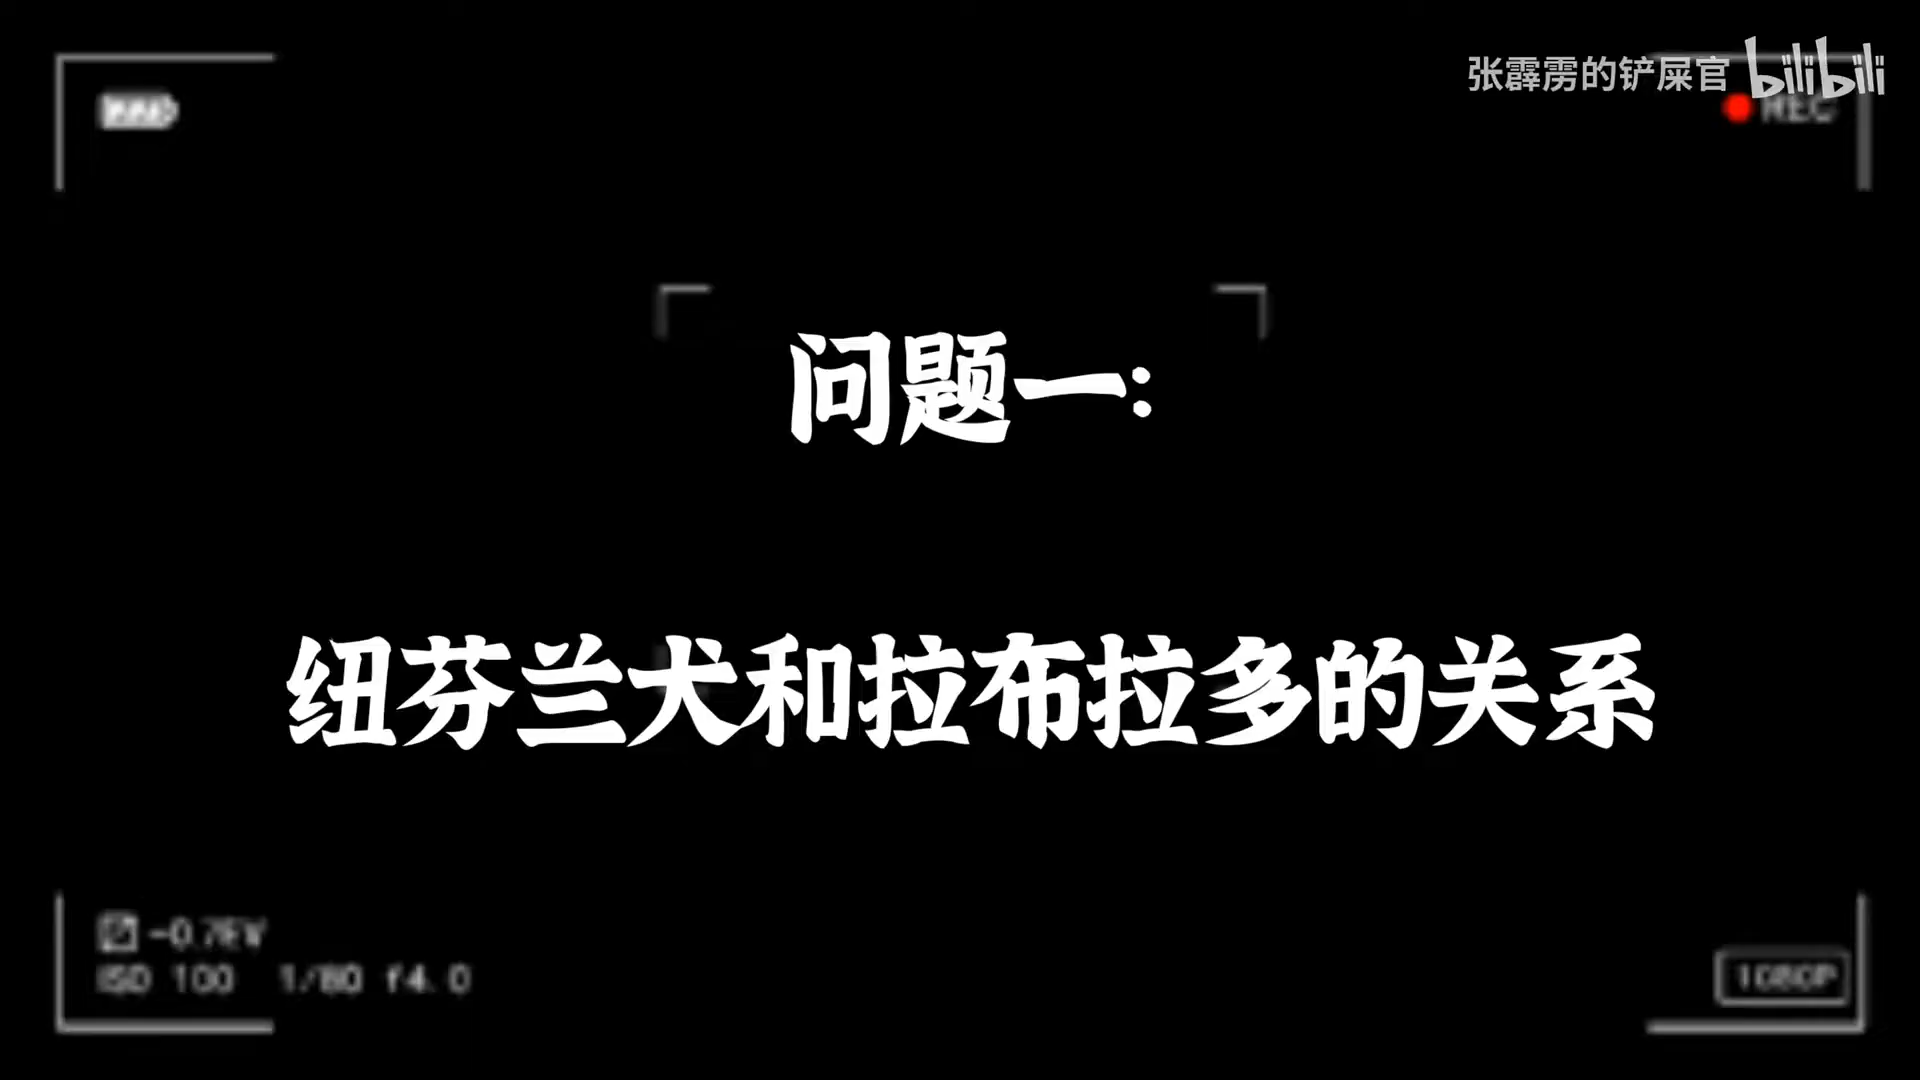 张霹雳的铲屎官 bilibili
REC
问题一:
纽芬兰犬和拉布拉多的关系
-0.7EV
ISO 100 1/80 f4.0
1080P